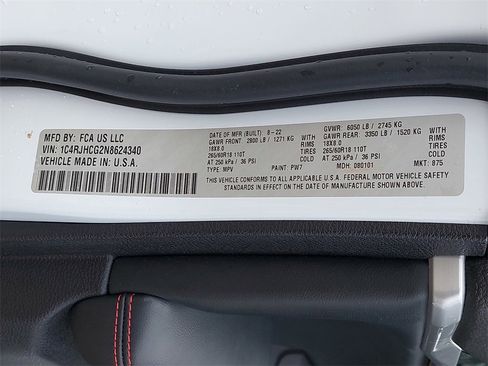 MFD BY: FCA US LLC
VIN: 1C4RJHCG2N8624340
VEHICLE MADE IN: U.S.A.
DATE OF MFR (BUILT): 8-22
GAWR FRONT: 2800 LB / 1271 KG
18X8.0 RIMS WITH
265/60R18 110T TIRES
AT 250 kPa / 36 PSI COLD
TYPE: MPV PAINT: PW7
GVWR: 6050 LB / 2745 KG
GAWR REAR: 3350 LB / 1520 KG
18X8.0 RIMS WITH
265/60R18 110T TIRES
AT 250 kPa / 36 PSI COLD
MDH: 080101 MKT: 875
THIS VEHICLE CONFORMS TO ALL APPLICABLE U.S.A. FEDERAL MOTOR VEHICLE SAFETY
STANDARDS IN EFFECT ON THE DATE OF MANUFACTURE SHOWN ABOVE.